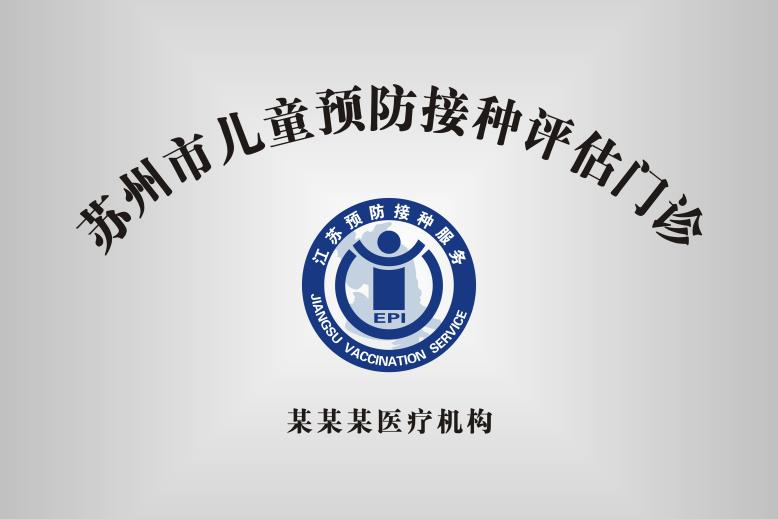 苏州市儿童预防接种评估门诊
江苏预防接种服务
EPI
JIANGSU VACCINATION SERVICE
某某某医疗机构